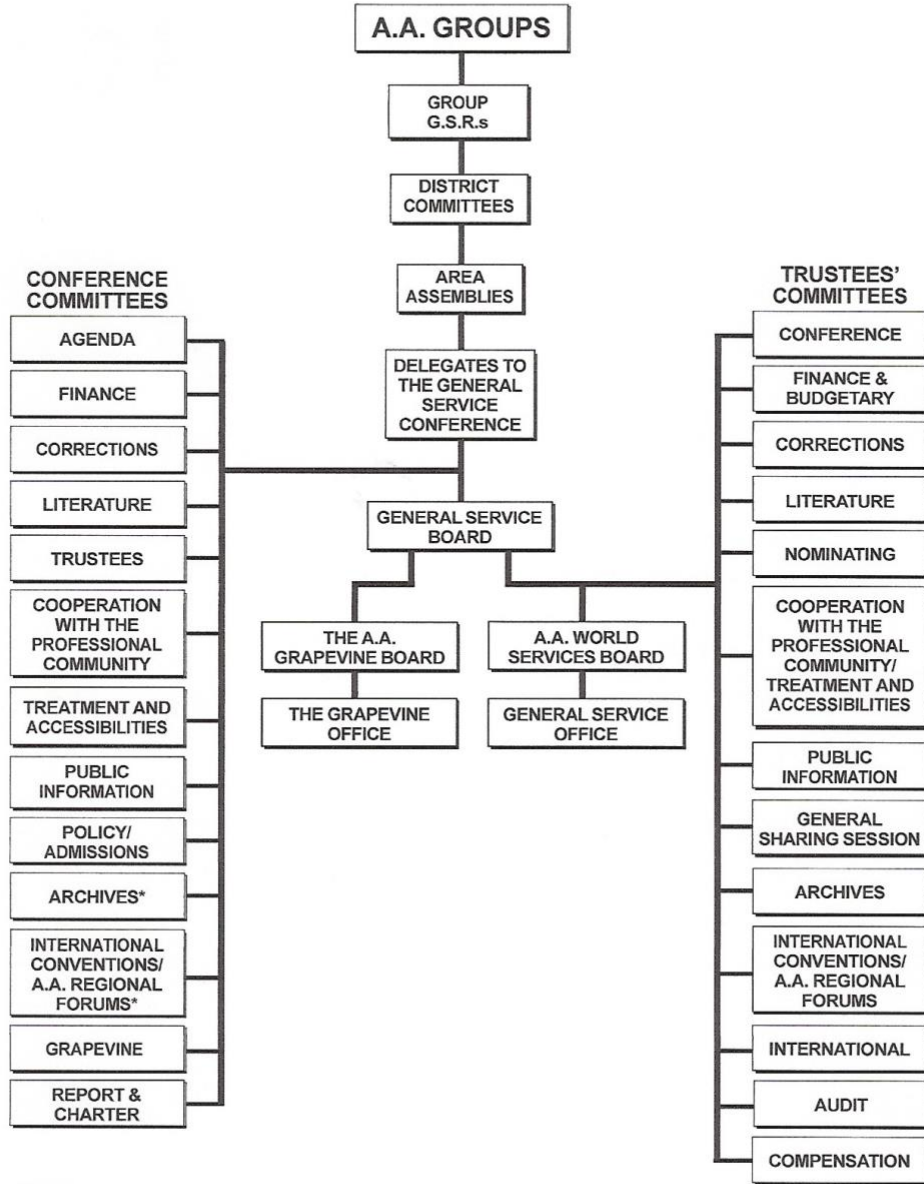 A.A. GROUPS
GROUP
G.S.R.s
DISTRICT
COMMITTEES
AREA
ASSEMBLIES
DELEGATES TO
THE GENERAL
SERVICE
CONFERENCE
GENERAL SERVICE
BOARD
THE A.A.
GRAPEVINE BOARD
A.A. WORLD
SERVICES BOARD
THE GRAPEVINE
OFFICE
GENERAL SERVICE
OFFICE
CONFERENCE
COMMITTEES
AGENDA
FINANCE
CORRECTIONS
LITERATURE
TRUSTEES
COOPERATION
WITH THE
PROFESSIONAL
COMMUNITY
TREATMENT AND
ACCESSIBILITIES
PUBLIC
INFORMATION
POLICY/
ADMISSIONS
ARCHIVES*
INTERNATIONAL
CONVENTIONS/
A.A. REGIONAL
FORUMS*
GRAPEVINE
REPORT &
CHARTER
TRUSTEES'
COMMITTEES
CONFERENCE
FINANCE &
BUDGETARY
CORRECTIONS
LITERATURE
NOMINATING
COOPERATION
WITH THE
PROFESSIONAL
COMMUNITY/
TREATMENT AND
ACCESSIBILITIES
PUBLIC
INFORMATION
GENERAL
SHARING SESSION
ARCHIVES
INTERNATIONAL
CONVENTIONS/
A.A. REGIONAL
FORUMS
INTERNATIONAL
AUDIT
COMPENSATION